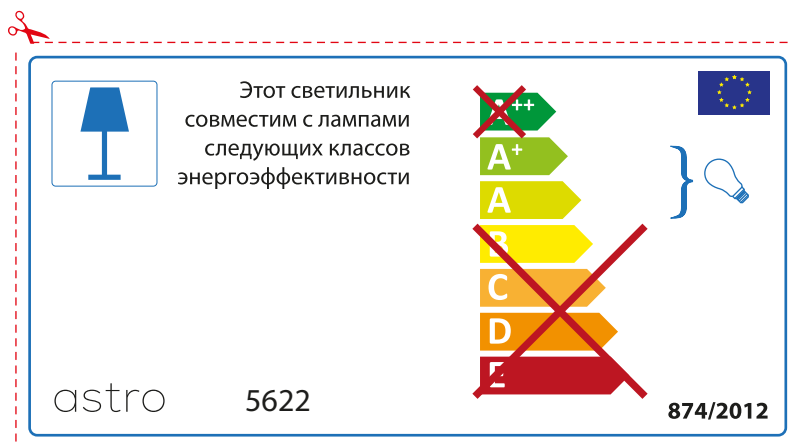 Этот светильник
совместим с лампами
следующих классов
энергоэффективности
A++
A+
A
B
C
D
E
astro
5622
874/2012